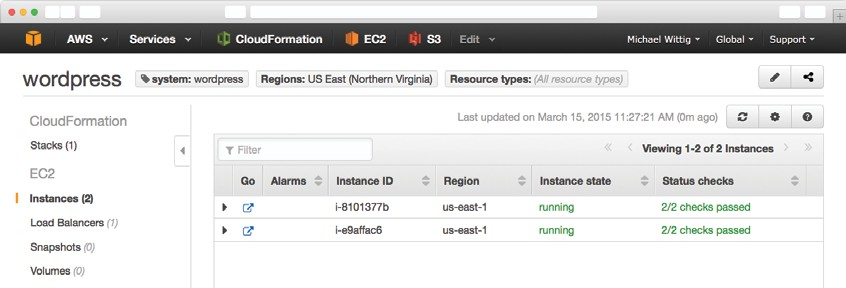 AWS Services CloudFormation EC2 S3 Edit Michael Wittig Global Support
wordpress system: wordpress Regions: US East (Northern Virginia) Resource types: (All resource types)
Last updated on March 15, 2015 11:27:21 AM (0m ago)
CloudFormation
Stacks (1)
EC2
Instances (2)
Load Balancers (1)
Snapshots (0)
Volumes (0)
Filter
Viewing 1-2 of 2 Instances
Go Alarms Instance ID Region Instance state Status checks
i-8101377b us-east-1 running 2/2 checks passed
i-e9affac6 us-east-1 running 2/2 checks passed